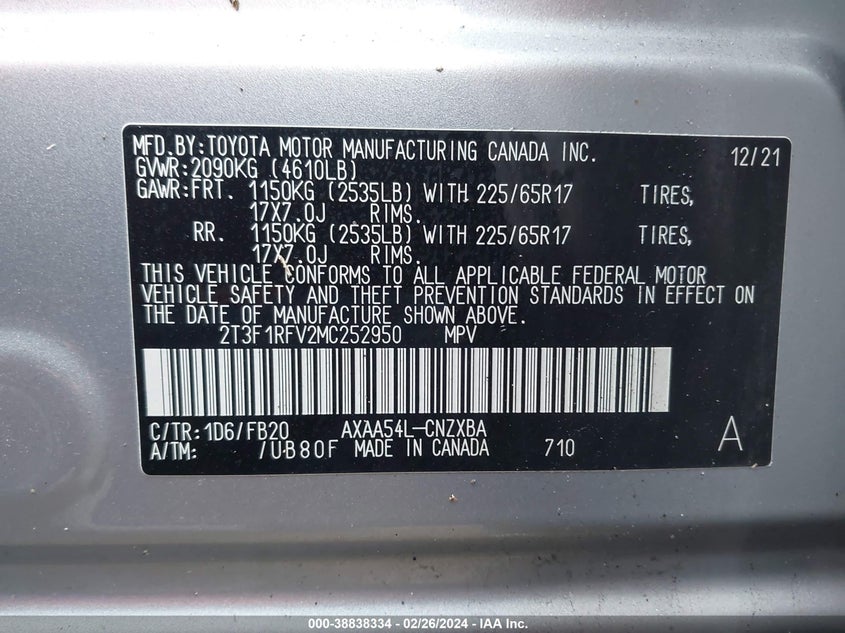 MFD.BY:TOYOTA MOTOR MANUFACTURING CANADA INC. 12/21
GVWR:2090KG (4610LB)
GAWR:FRT. 1150KG (2535LB) WITH 225/65R17 TIRES,
17X7.0J RIMS.
RR. 1150KG (2535LB) WITH 225/65R17 TIRES,
17X7.0J RIMS.
THIS VEHICLE CONFORMS TO ALL APPLICABLE FEDERAL MOTOR
VEHICLE SAFETY AND THEFT PREVENTION STANDARDS IN EFFECT ON
THE DATE OF MANUFACTURE SHOWN ABOVE.
2T3F1RFV2MC252950 MPV
C/TR:1D6/FB20 AXAA54L-CNZXBA
A/TM: /UB80F MADE IN CANADA 710 A
000-38838334 - 02/26/2024 - IAA Inc.